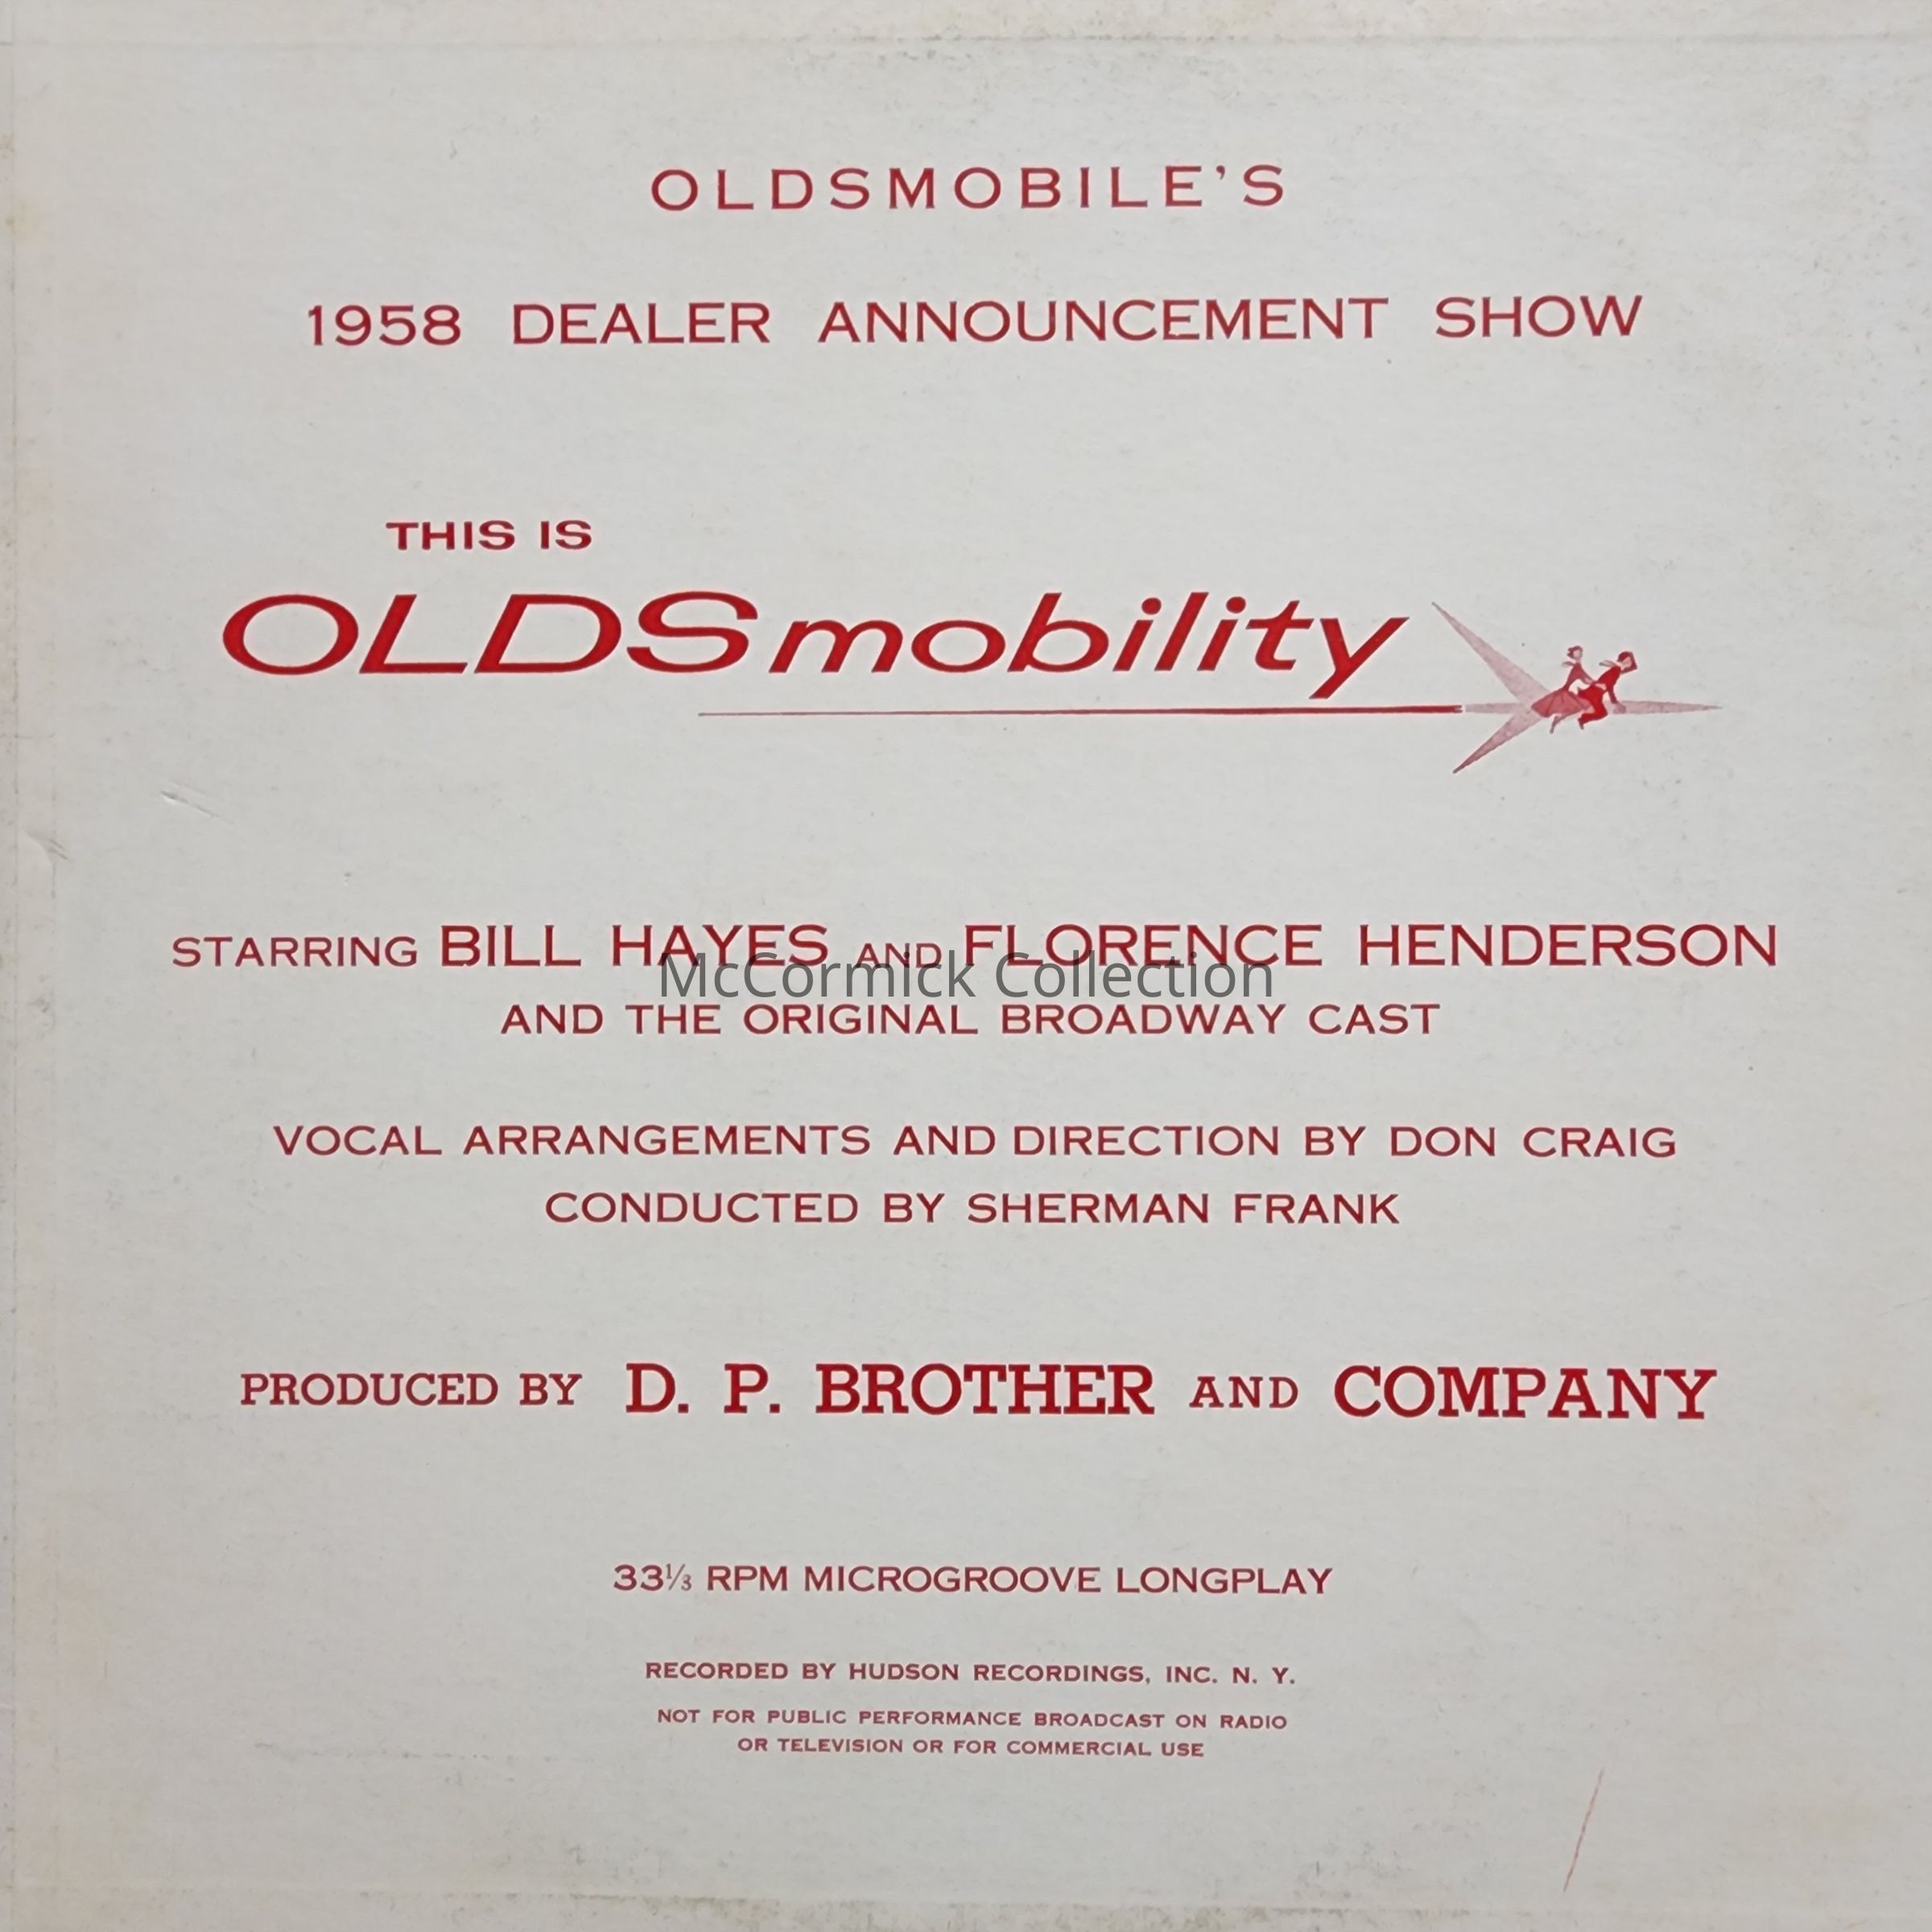 OLDSMOBILE'S
1958 DEALER ANNOUNCEMENT SHOW
THIS IS
OLDSmobility
STARRING BILL HAYES AND FLORENCE HENDERSON
McCormick Collection
AND THE ORIGINAL BROADWAY CAST
VOCAL ARRANGEMENTS AND DIRECTION BY DON CRAIG
CONDUCTED BY SHERMAN FRANK
PRODUCED BY D. P. BROTHER AND COMPANY
33⅓ RPM MICROGROOVE LONGPLAY
RECORDED BY HUDSON RECORDINGS, INC. N. Y.
NOT FOR PUBLIC PERFORMANCE BROADCAST ON RADIO
OR TELEVISION OR FOR COMMERCIAL USE